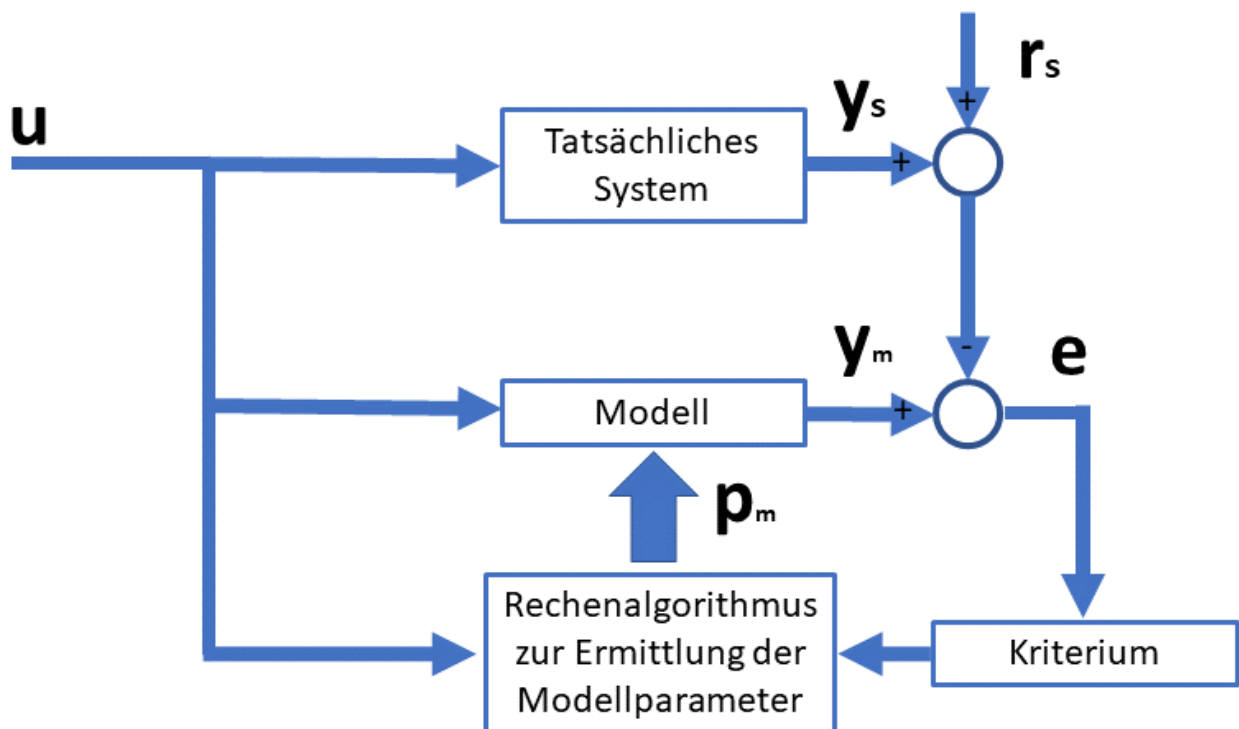 u
Tatsächliches
System
ys
+
+
rs
Modell
ym
+
-
e
pm
Rechenalgorithmus
zur Ermittlung der
Modellparameter
Kriterium